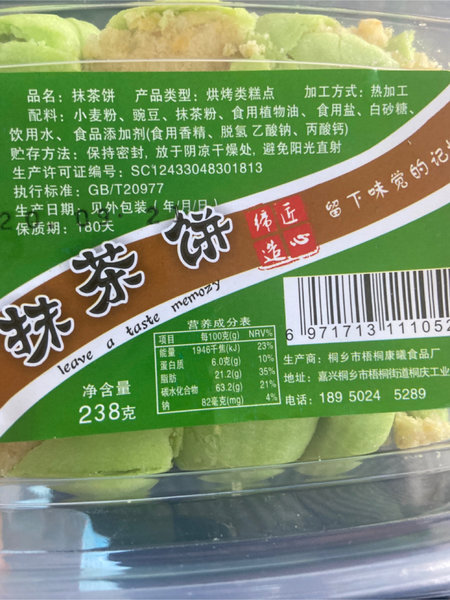 品名：抹茶饼 产品类型：烘烤类糕点 加工方式：热加工
配料：小麦粉、豌豆、抹茶粉、食用植物油、食用盐、白砂糖、
饮用水、食品添加剂(食用香精、脱氢乙酸钠、丙酸钙)
贮存方法：保持密封，放于阴凉干燥处，避免阳光直射
生产许可证编号：SC12433048301813
执行标准：GB/T20977
生产日期：见外包装(年/月/日)
保质期：180天
抹茶饼
缔造匠心
留下味觉的记
leave a taste memozy
净含量
238克
营养成分表
项目 每100克(g) NRV%
能量 1946千焦(kJ) 23%
蛋白质 6.0克(g) 10%
脂肪 21.2(g) 35%
碳水化合物 63.2(g) 21%
钠 82毫克(mg) 4%
6 971713 111052
生产商：桐乡市梧桐康曦食品厂
地址：嘉兴桐乡市梧桐街道桐庆工业
电话：189 5024 5289